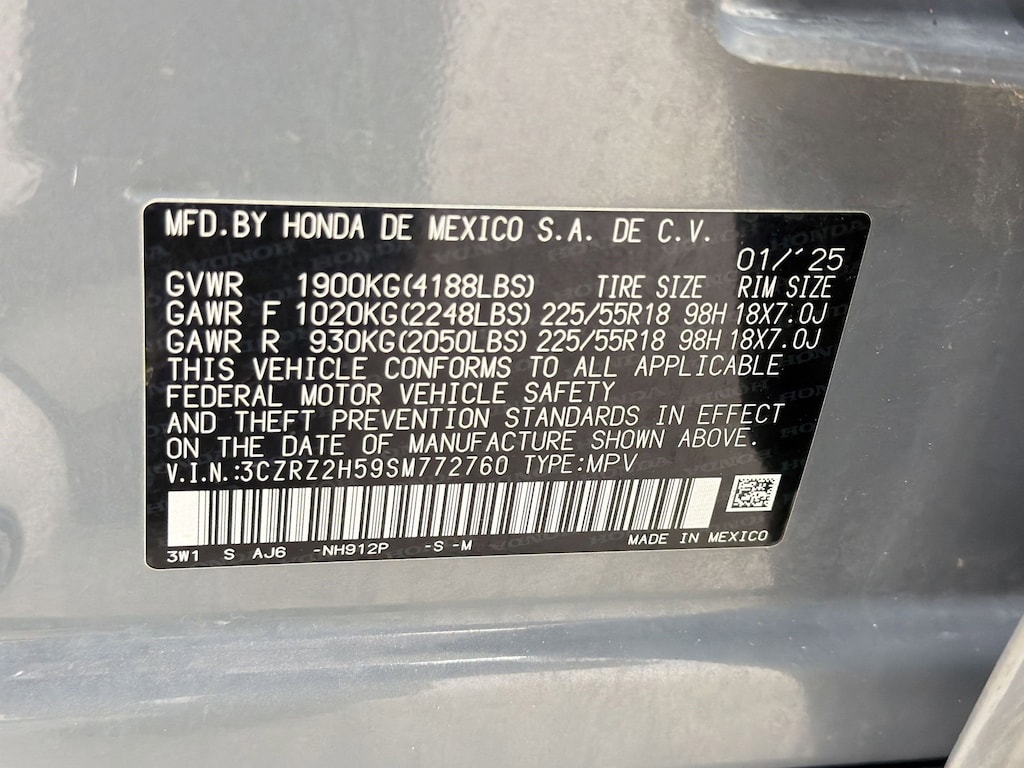 MFD.BY HONDA DE MEXICO S.A. DE C.V.
01/'25
GVWR 1900KG(4188LBS) TIRE SIZE RIM SIZE
GAWR F 1020KG(2248LBS) 225/55R18 98H 18X7.0J
GAWR R 930KG(2050LBS) 225/55R18 98H 18X7.0J
THIS VEHICLE CONFORMS TO ALL APPLICABLE
FEDERAL MOTOR VEHICLE SAFETY
AND THEFT PREVENTION STANDARDS IN EFFECT
ON THE DATE OF MANUFACTURE SHOWN ABOVE.
V.I.N.:3CZRZ2H59SM772760 TYPE:MPV
3W1 S AJ6 -NH912P -S -M MADE IN MEXICO